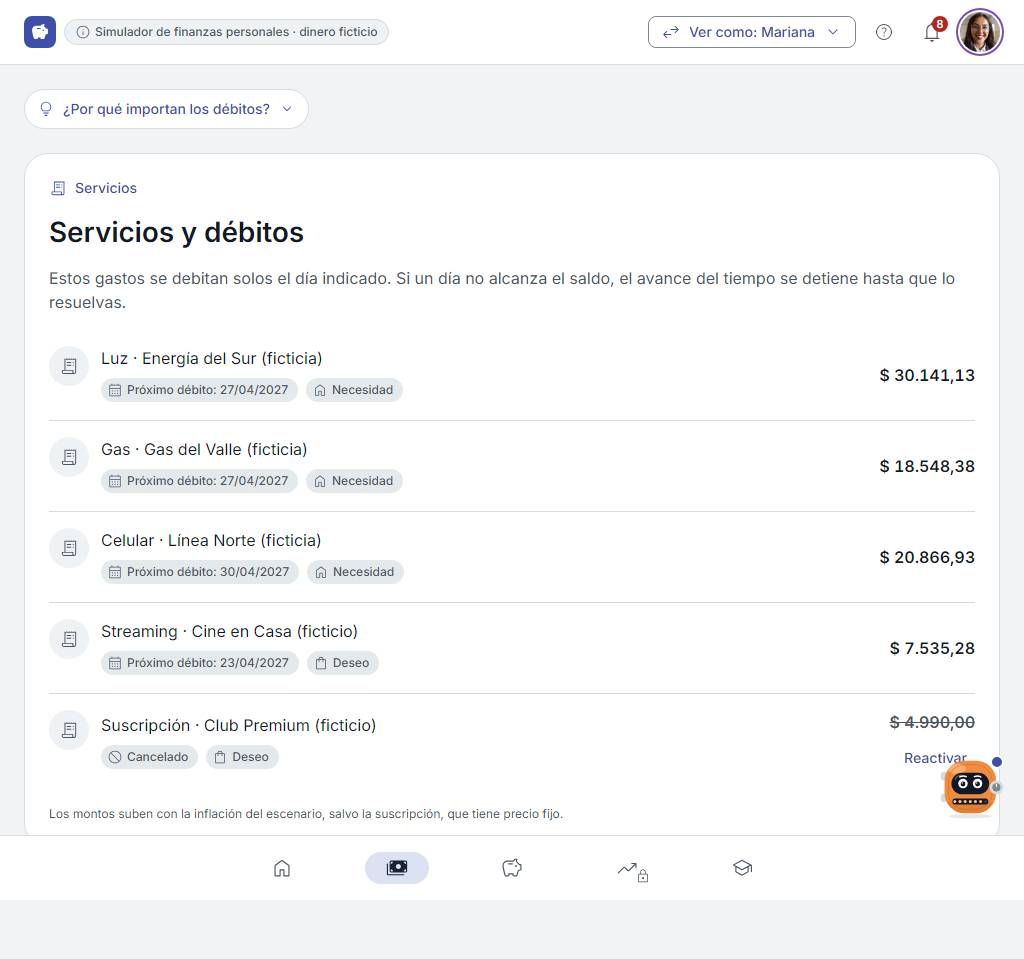 Simulador de finanzas personales · dinero ficticio
Ver como: Mariana
8
¿Por qué importan los débitos?
Servicios
Servicios y débitos
Estos gastos se debitan solos el día indicado. Si un día no alcanza el saldo, el avance del tiempo se detiene hasta que lo
resuelvas.
Luz · Energía del Sur (ficticia)
Próximo débito: 27/04/2027
Necesidad
$ 30.141,13
Gas · Gas del Valle (ficticia)
Próximo débito: 27/04/2027
Necesidad
$ 18.548,38
Celular · Línea Norte (ficticia)
Próximo débito: 30/04/2027
Necesidad
$ 20.866,93
Streaming · Cine en Casa (ficticio)
Próximo débito: 23/04/2027
Deseo
$ 7.535,28
Suscripción · Club Premium (ficticio)
Cancelado
Deseo
$ 4.990,00
Reactivar
Los montos suben con la inflación del escenario, salvo la suscripción, que tiene precio fijo.